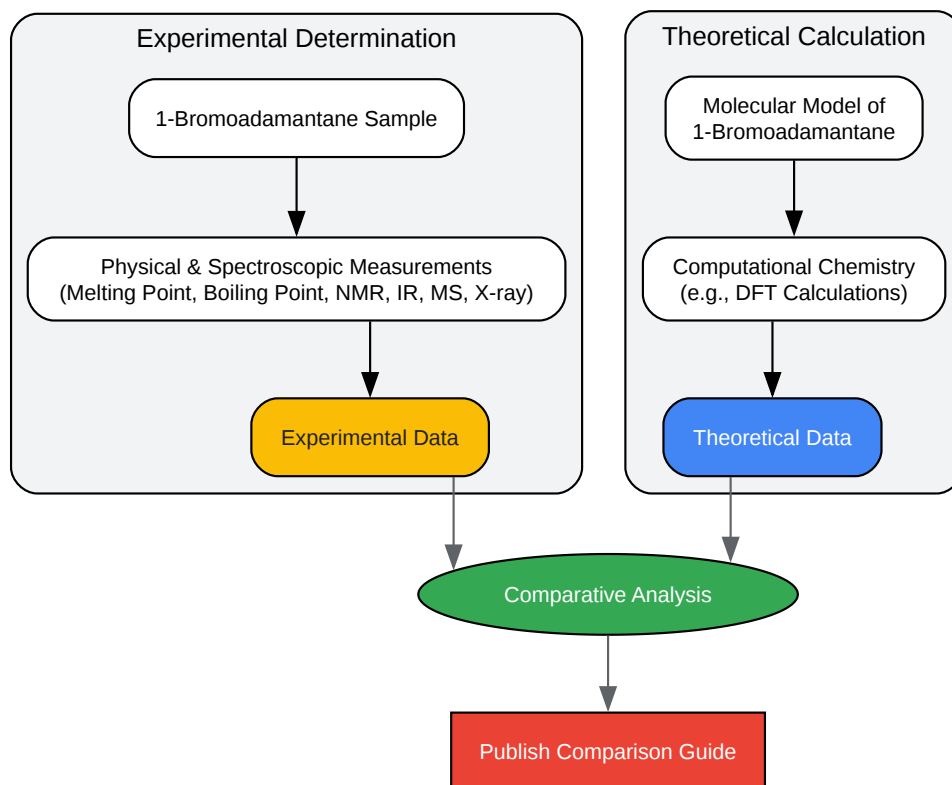 Experimental Determination
1-Bromoadamantane Sample
Physical & Spectroscopic Measurements
(Melting Point, Boiling Point, NMR, IR, MS, X-ray)
Experimental Data
Theoretical Calculation
Molecular Model of
1-Bromoadamantane
Computational Chemistry
(e.g., DFT Calculations)
Theoretical Data
Comparative Analysis
Publish Comparison Guide